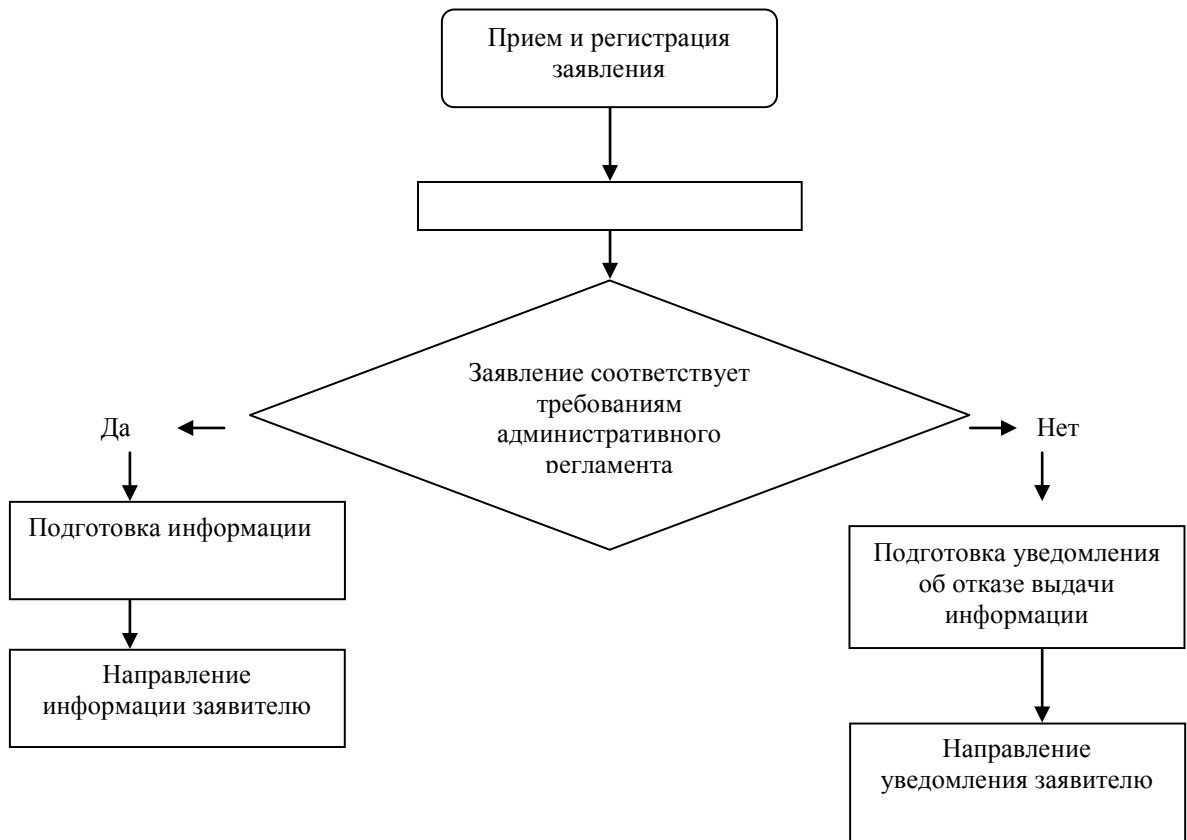 Прием и регистрация
заявления
Заявление соответствует
требованиям
административного
регламента
Да
Нет
Подготовка информации
Подготовка уведомления
об отказе выдачи
информации
Направление
информации заявителю
Направление
уведомления заявителю